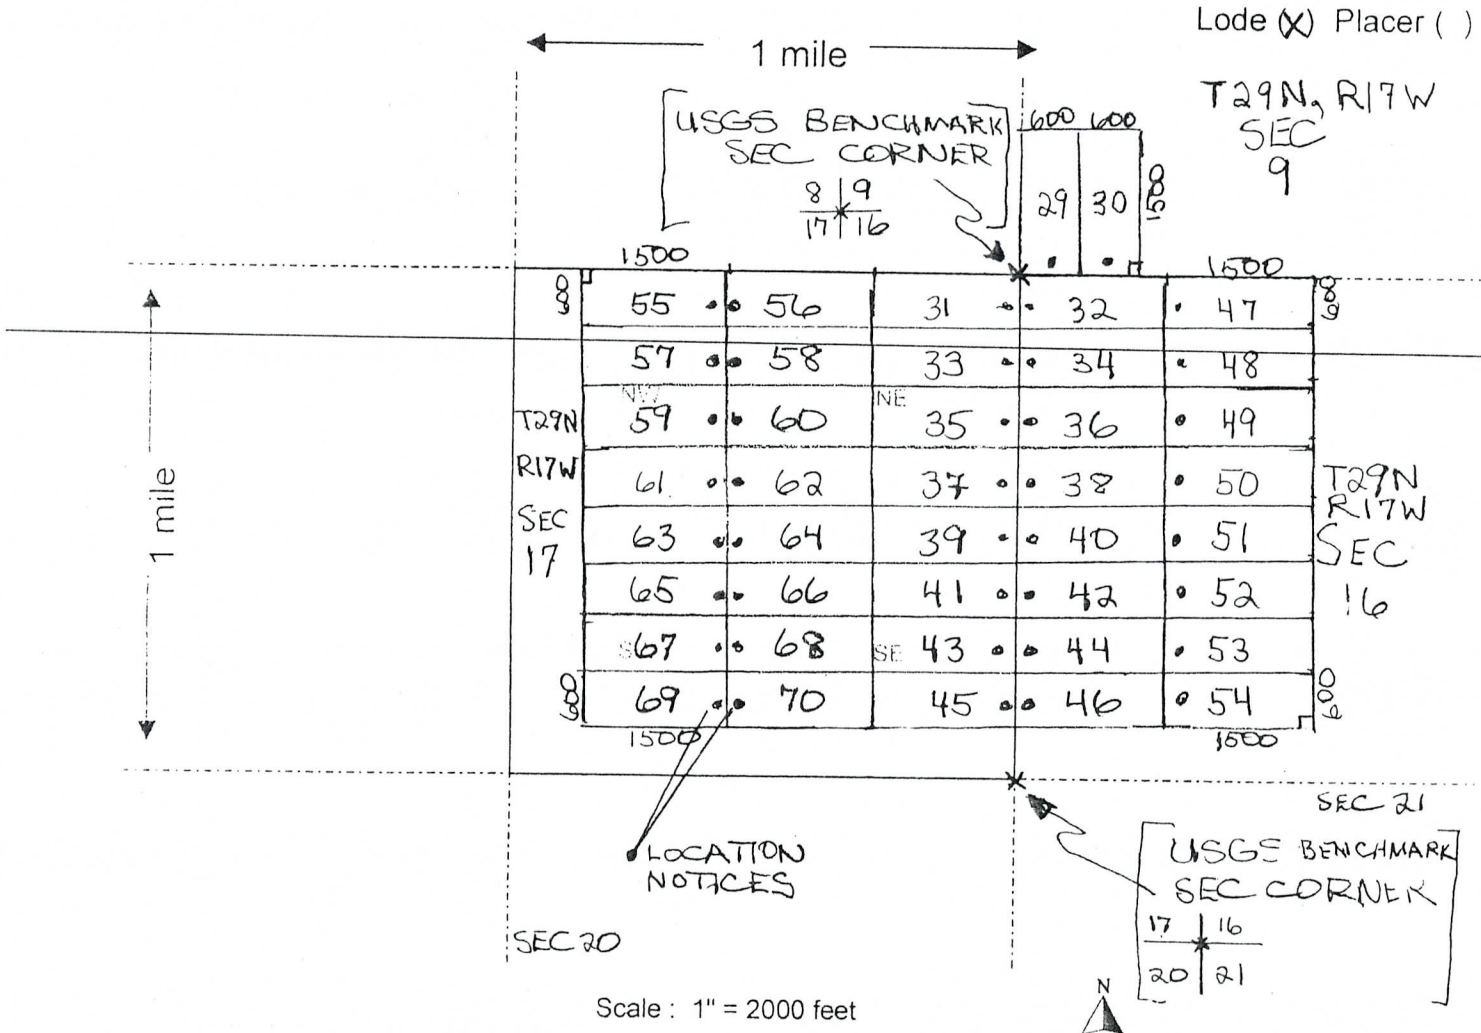 Lode (X) Placer ( )
1 mile
T29N, R17W
SEC
9
USGS BENCHMARK
SEC CORNER
8 9
17 16
600 600
29 30
1500
1500
1500
600
55 56 31 32 47
600
57 58 33 34 48
NW
NE
T29N
59 60 35 36 49
R17W
61 62 37 38 50
T29N
R17W
SEC
16
1 mile
SEC
17
63 64 39 40 51
65 66 41 42 52
67 68 SE 43 44 53
600
69 70 45 46 54
600
1500
1500
SEC 21
LOCATION
NOTICES
USGS BENCHMARK
SEC CORNER
17 16
20 21
SEC 20
N
Scale : 1" = 2000 feet